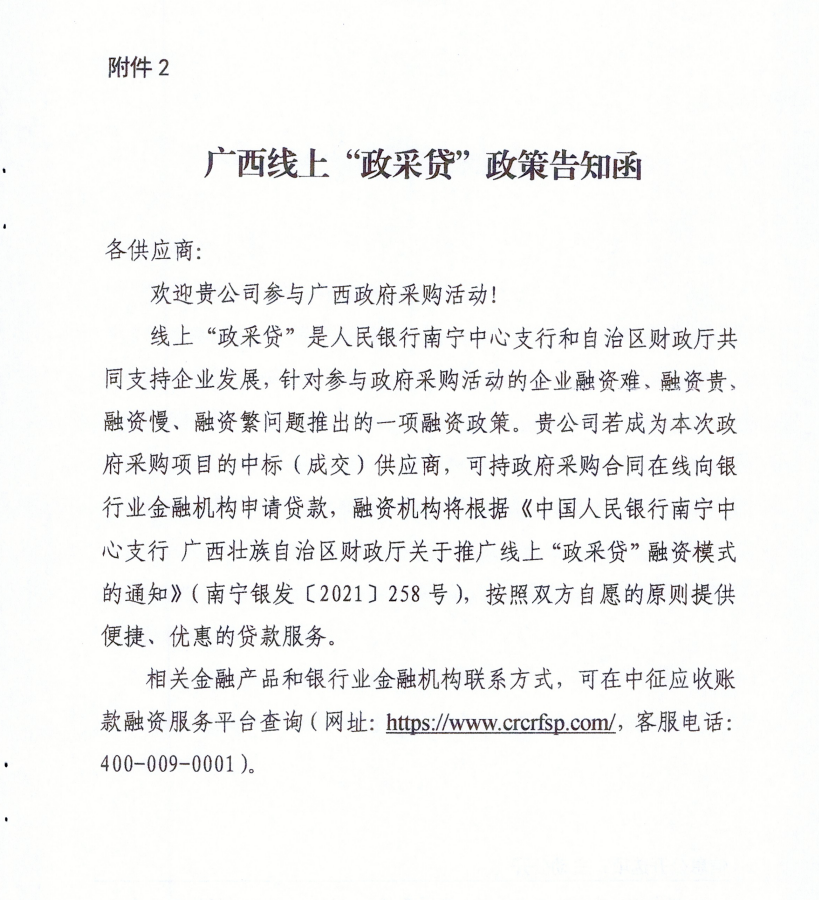 附件 2
广西线上“政采贷”政策告知函
各供应商：
欢迎贵公司参与广西政府采购活动！
线上“政采贷”是人民银行南宁中心支行和自治区财政厅共
同支持企业发展，针对参与政府采购活动的企业融资难、融资贵、
融资慢、融资繁问题推出的一项融资政策。贵公司若成为本次政
府采购项目的中标（成交）供应商，可持政府采购合同在线向银
行业金融机构申请贷款，融资机构将根据《中国人民银行南宁中
心支行 广西壮族自治区财政厅关于推广线上“政采贷”融资模式
的通知》（南宁银发〔2021〕258 号），按照双方自愿的原则提供
便捷、优惠的贷款服务。
相关金融产品和银行业金融机构联系方式，可在中征应收账
款融资服务平台查询（网址：https://www.crcrfsp.com/，客服电话：
400-009-0001）。